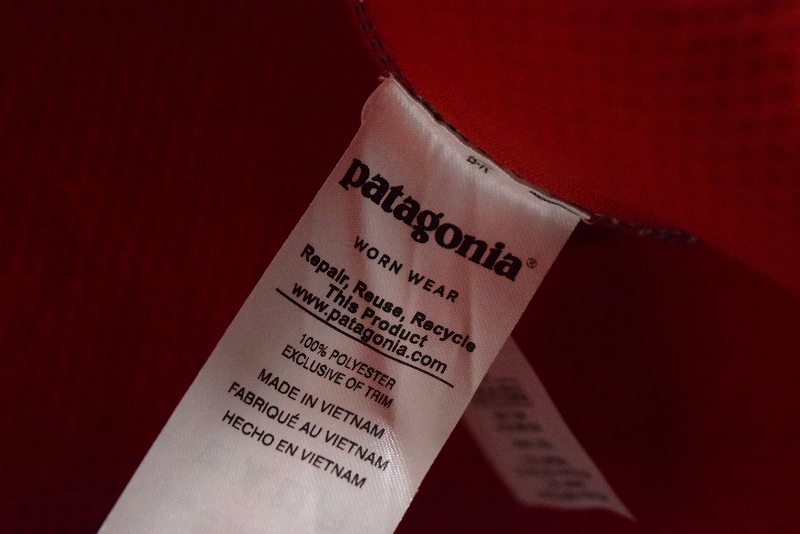 patagonia®
WORN WEAR
Repair, Reuse, Recycle
This Product
www.patagonia.com
100% POLYESTER
EXCLUSIVE OF TRIM
MADE IN VIETNAM
FABRIQUÉ AU VIETNAM
HECHO EN VIETNAM